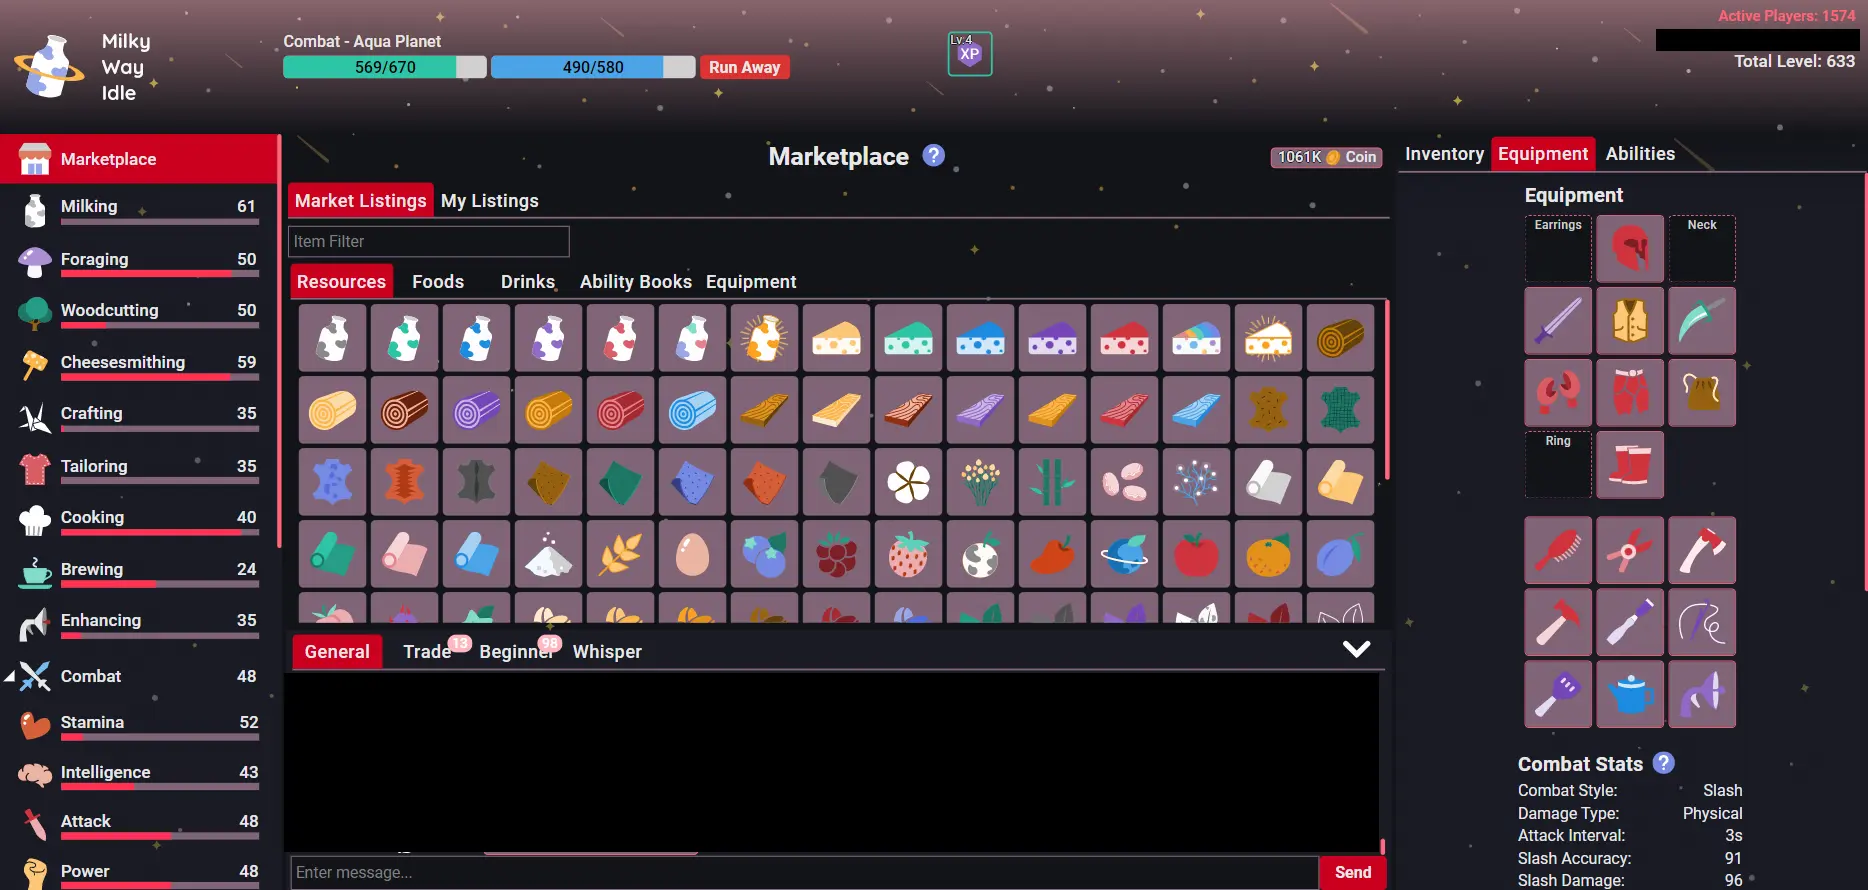 Milky
Way
Idle
Combat - Aqua Planet
569/670
490/580
Run Away
Lv.4
XP
Active Players: 1574
Total Level: 633
Marketplace
Milking 61
Foraging 50
Woodcutting 50
Cheesesmithing 59
Crafting 35
Tailoring 35
Cooking 40
Brewing 24
Enhancing 35
Combat 48
Stamina 52
Intelligence 43
Attack 48
Power 48
Marketplace ?
1061K Coin
Market Listings My Listings
Item Filter
Resources Foods Drinks Ability Books Equipment
General Trade 13 Beginner 98 Whisper
Enter message...
Send
Inventory Equipment Abilities
Equipment
Earrings
Neck
Ring
Combat Stats ?
Combat Style: Slash
Damage Type: Physical
Attack Interval: 3s
Slash Accuracy: 91
Slash Damage: 96